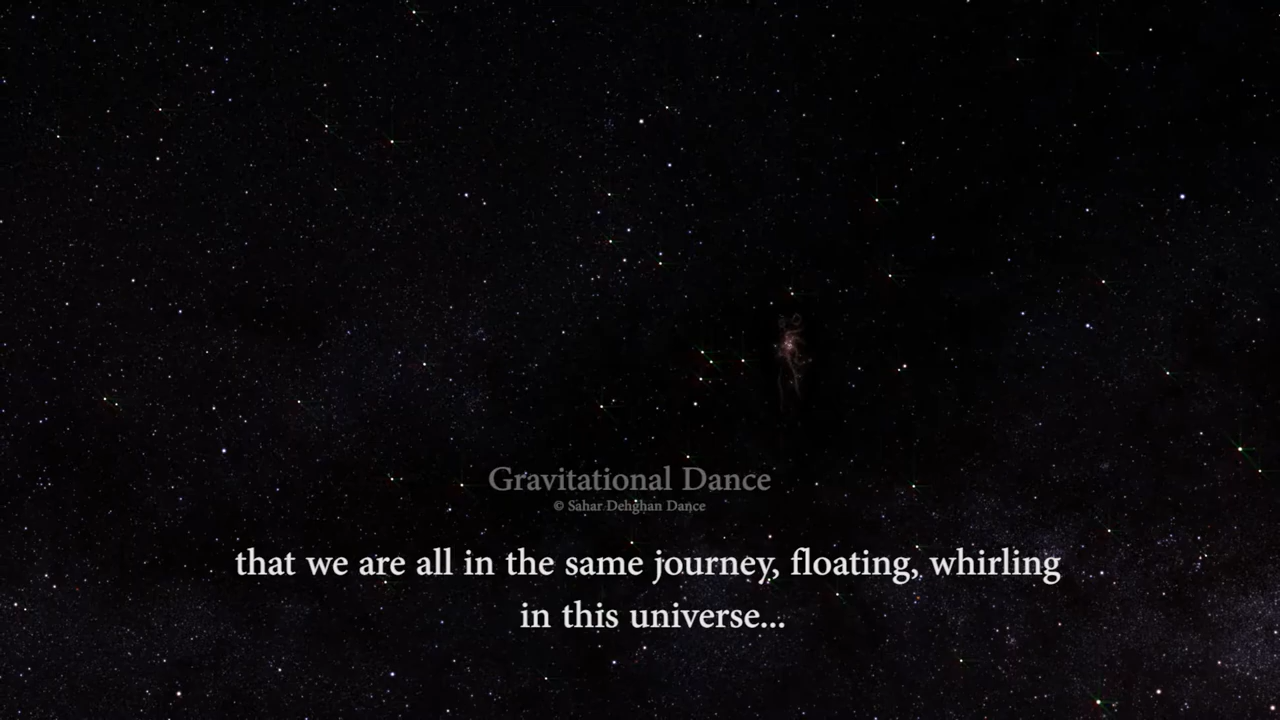 Gravitational Dance
© Sahar Dehghan Dance
that we are all in the same journey, floating, whirling
in this universe...